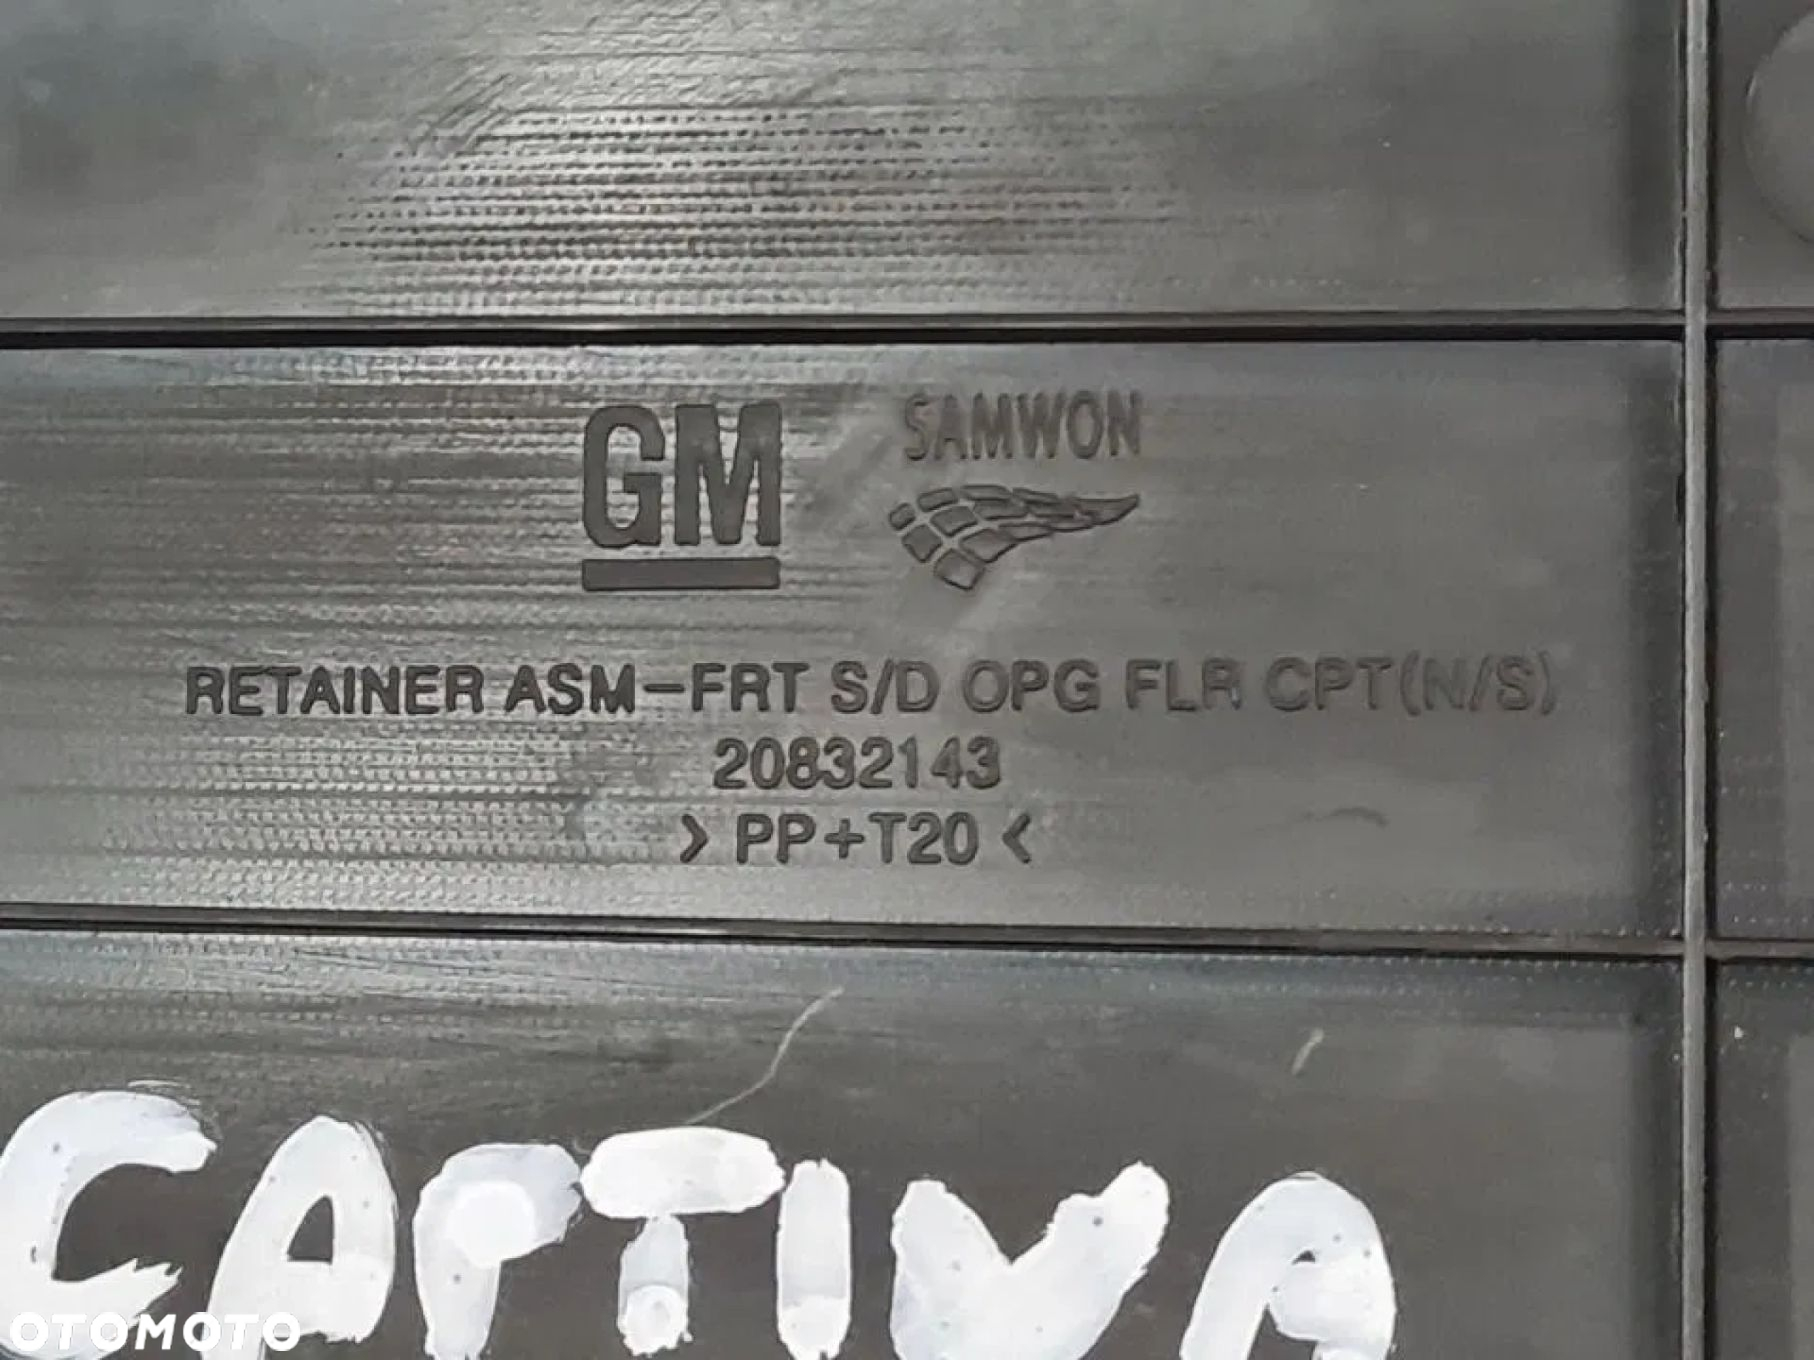 GM
SAMWON
RETAINER ASM-FRT S/D OPG FLR CPT(N/S)
20832143
> PP+T20 <
CAPTIVA
OTOMOTO